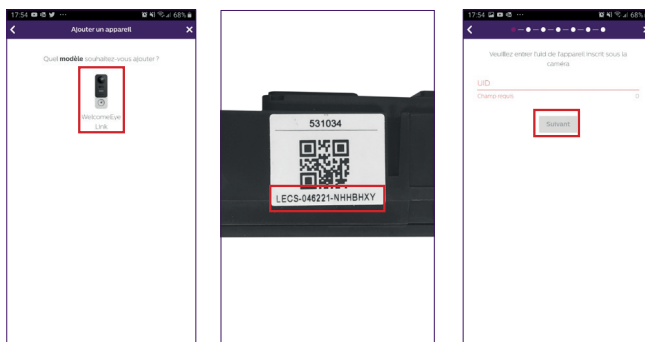 17:54 68%
Ajouter un appareil
Quel modèle souhaitez-vous ajouter ?
WelcomeEye
Link
531034
LECS-046221-NHHBHXY
17:54 68%
Veuillez entrer l'uid de l'appareil inscrit sous la
caméra
UID
Champ requis 0
Suivant